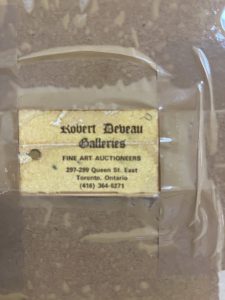 Robert Deveau
Galleries
FINE ART AUCTIONEERS
297-299 Queen St. East
Toronto, Ontario
(416) 364-6271